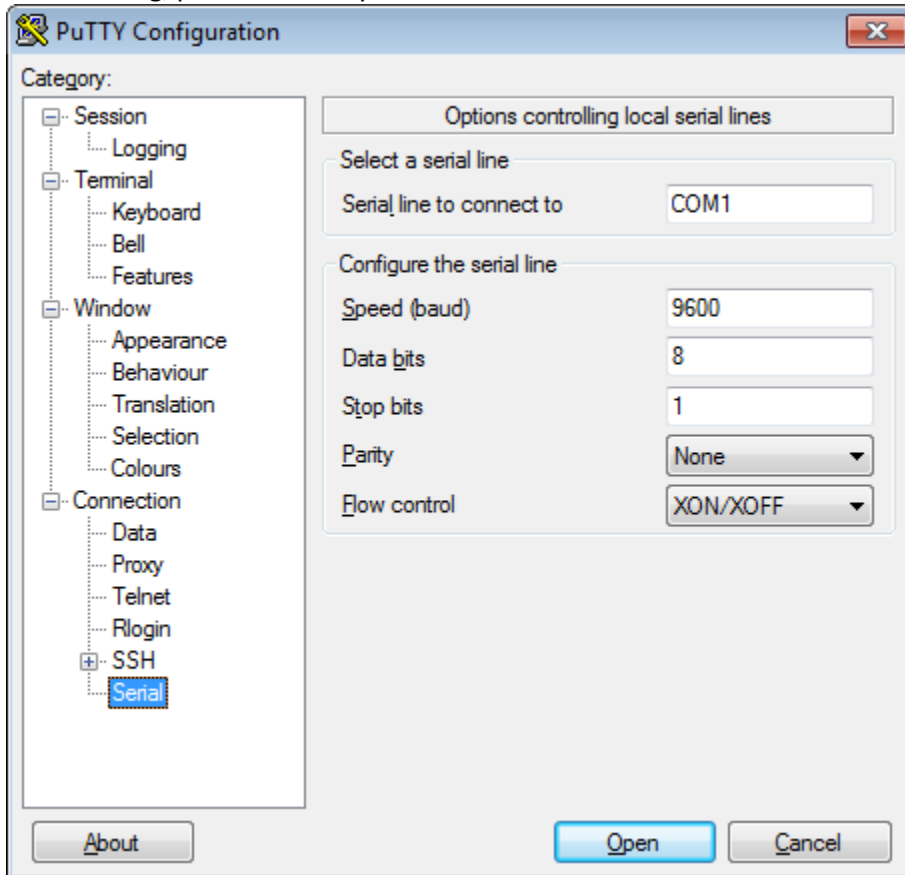 PuTTY Configuration
Category:
Session
Logging
Terminal
Keyboard
Bell
Features
Window
Appearance
Behaviour
Translation
Selection
Colours
Connection
Data
Proxy
Telnet
Rlogin
SSH
Serial
Options controlling local serial lines
Select a serial line
Serial line to connect to COM1
Configure the serial line
Speed (baud) 9600
Data bits 8
Stop bits 1
Parity None
Flow control XON/XOFF
About Open Cancel